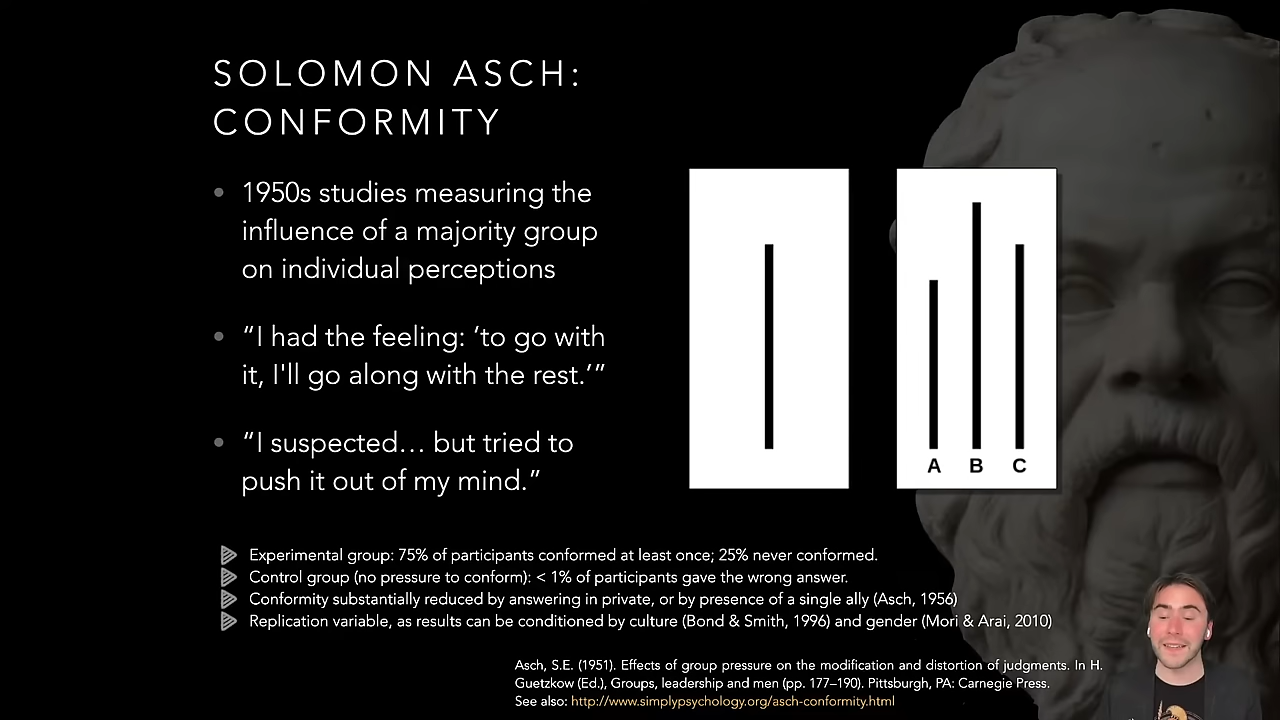 SOLOMON ASCH:
CONFORMITY
• 1950s studies measuring the
influence of a majority group
on individual perceptions
• “I had the feeling: ’to go with
it, I'll go along with the rest.’”
• “I suspected… but tried to
push it out of my mind.”
A B C
Experimental group: 75% of participants conformed at least once; 25% never conformed.
Control group (no pressure to conform): < 1% of participants gave the wrong answer.
Conformity substantially reduced by answering in private, or by presence of a single ally (Asch, 1956)
Replication variable, as results can be conditioned by culture (Bond & Smith, 1996) and gender (Mori & Arai, 2010)
Asch, S.E. (1951). Effects of group pressure on the modification and distortion of judgments. In H.
Guetzkow (Ed.), Groups, leadership and men (pp. 177–190). Pittsburgh, PA: Carnegie Press.
See also: http://www.simplypsychology.org/asch-conformity.html